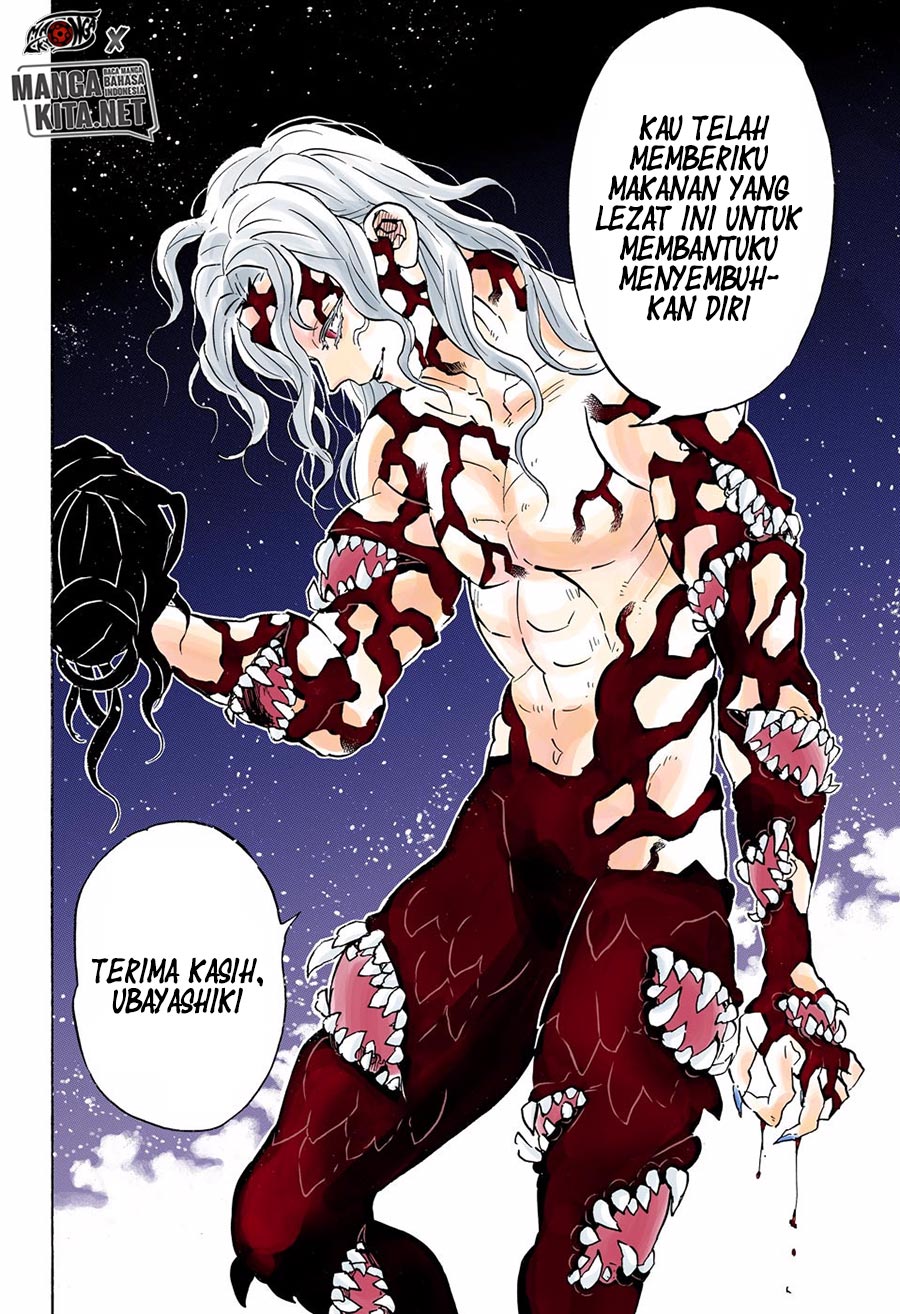 X
MANGA
KITA.NET
BACA MANGA
BAHASA
INDONESIA
KAU TELAH
MEMBERIKU
MAKANAN YANG
LEZAT INI UNTUK
MEMBANTUKU
MENYEMBUH-
KAN DIRI
TERIMA KASIH,
UBAYASHIKI